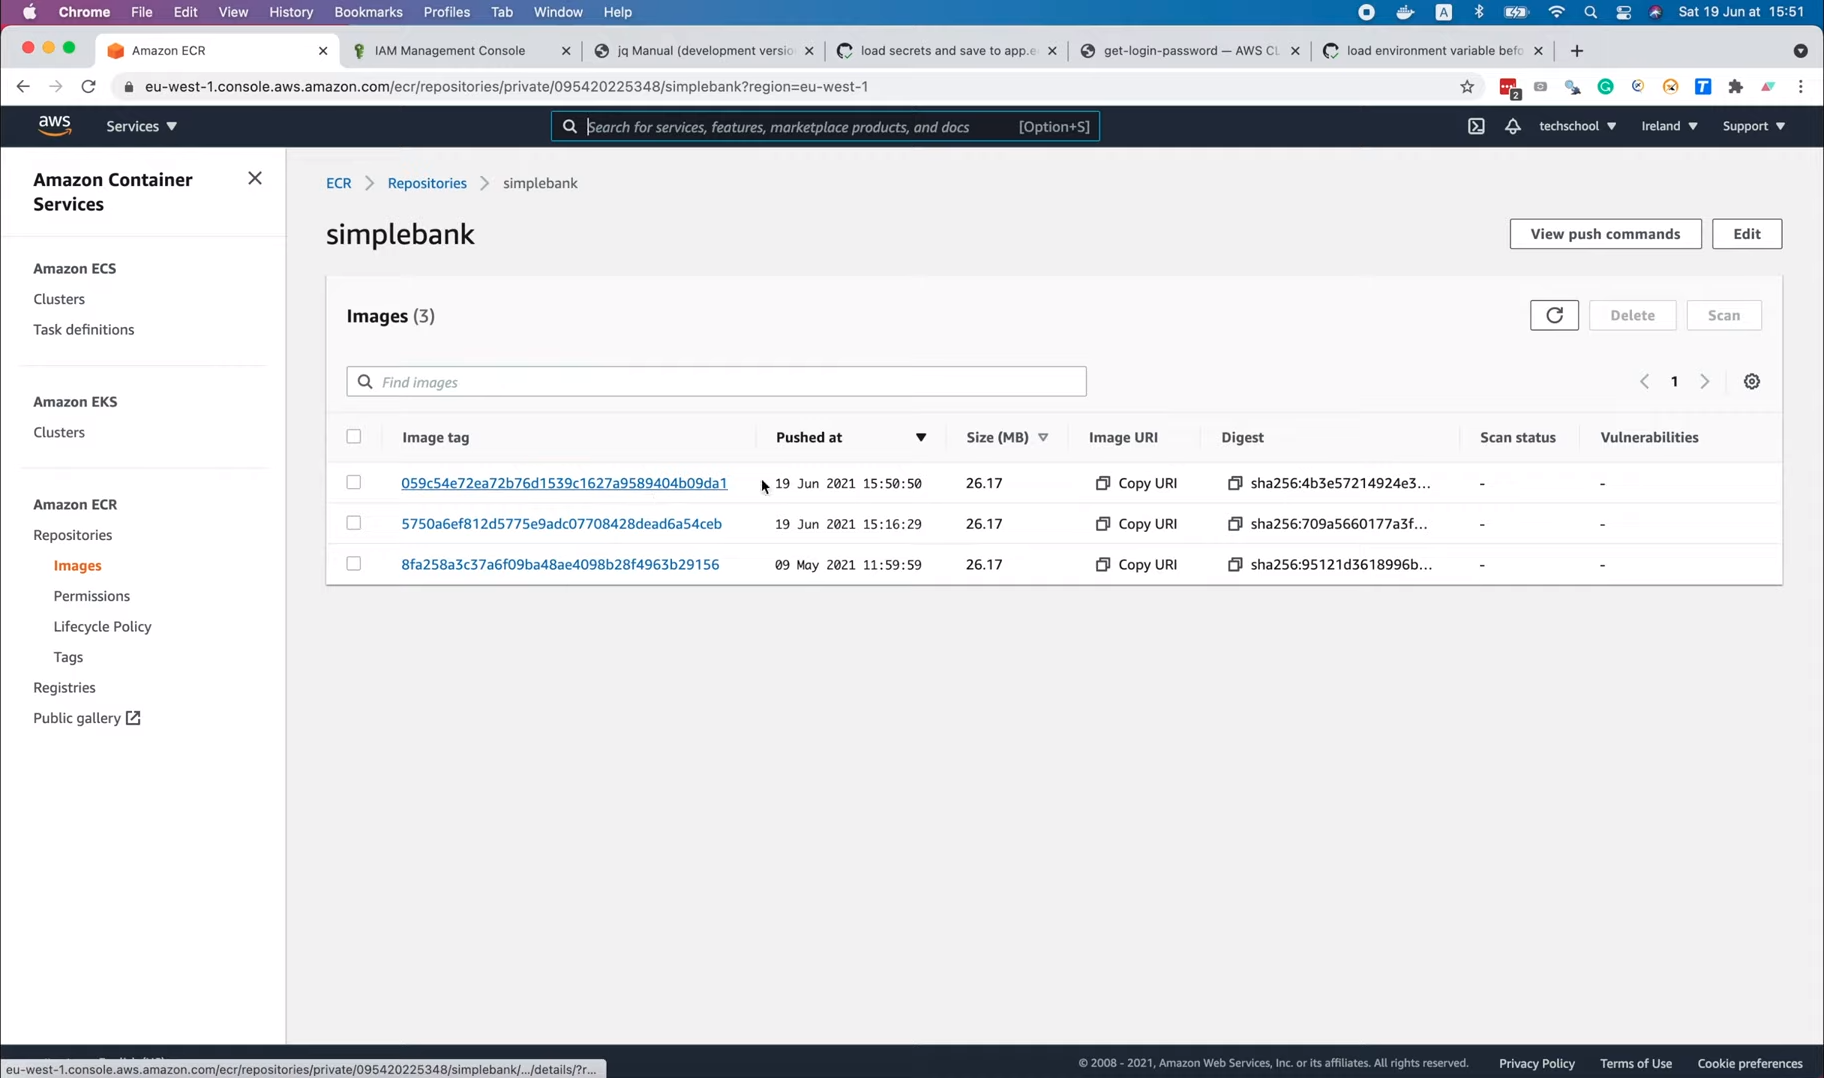 Chrome File Edit View History Bookmarks Profiles Tab Window Help
A Sat 19 Jun at 15:51
Amazon ECR
IAM Management Console
jq Manual (development versio
load secrets and save to app.e
get-login-password — AWS CL
load environment variable befo
eu-west-1.console.aws.amazon.com/ecr/repositories/private/095420225348/simplebank?region=eu-west-1
2
T
aws
Services
Search for services, features, marketplace products, and docs [Option+S]
techschool
Ireland
Support
Amazon Container
Services
Amazon ECS
Clusters
Task definitions
Amazon EKS
Clusters
Amazon ECR
Repositories
Images
Permissions
Lifecycle Policy
Tags
Registries
Public gallery
ECR > Repositories > simplebank
simplebank
View push commands
Edit
Images (3)
Delete
Scan
Find images
1
Image tag Pushed at Size (MB) Image URI Digest Scan status Vulnerabilities
059c54e72ea72b76d1539c1627a9589404b09da1 19 Jun 2021 15:50:50 26.17 Copy URI sha256:4b3e57214924e3... - -
5750a6ef812d5775e9adc07708428dead6a54ceb 19 Jun 2021 15:16:29 26.17 Copy URI sha256:709a5660177a3f... - -
8fa258a3c37a6f09ba48ae4098b28f4963b29156 09 May 2021 11:59:59 26.17 Copy URI sha256:95121d3618996b... - -
© 2008 - 2021, Amazon Web Services, Inc. or its affiliates. All rights reserved. Privacy Policy Terms of Use Cookie preferences
eu-west-1.console.aws.amazon.com/ecr/repositories/private/095420225348/simplebank/.../details/?r...